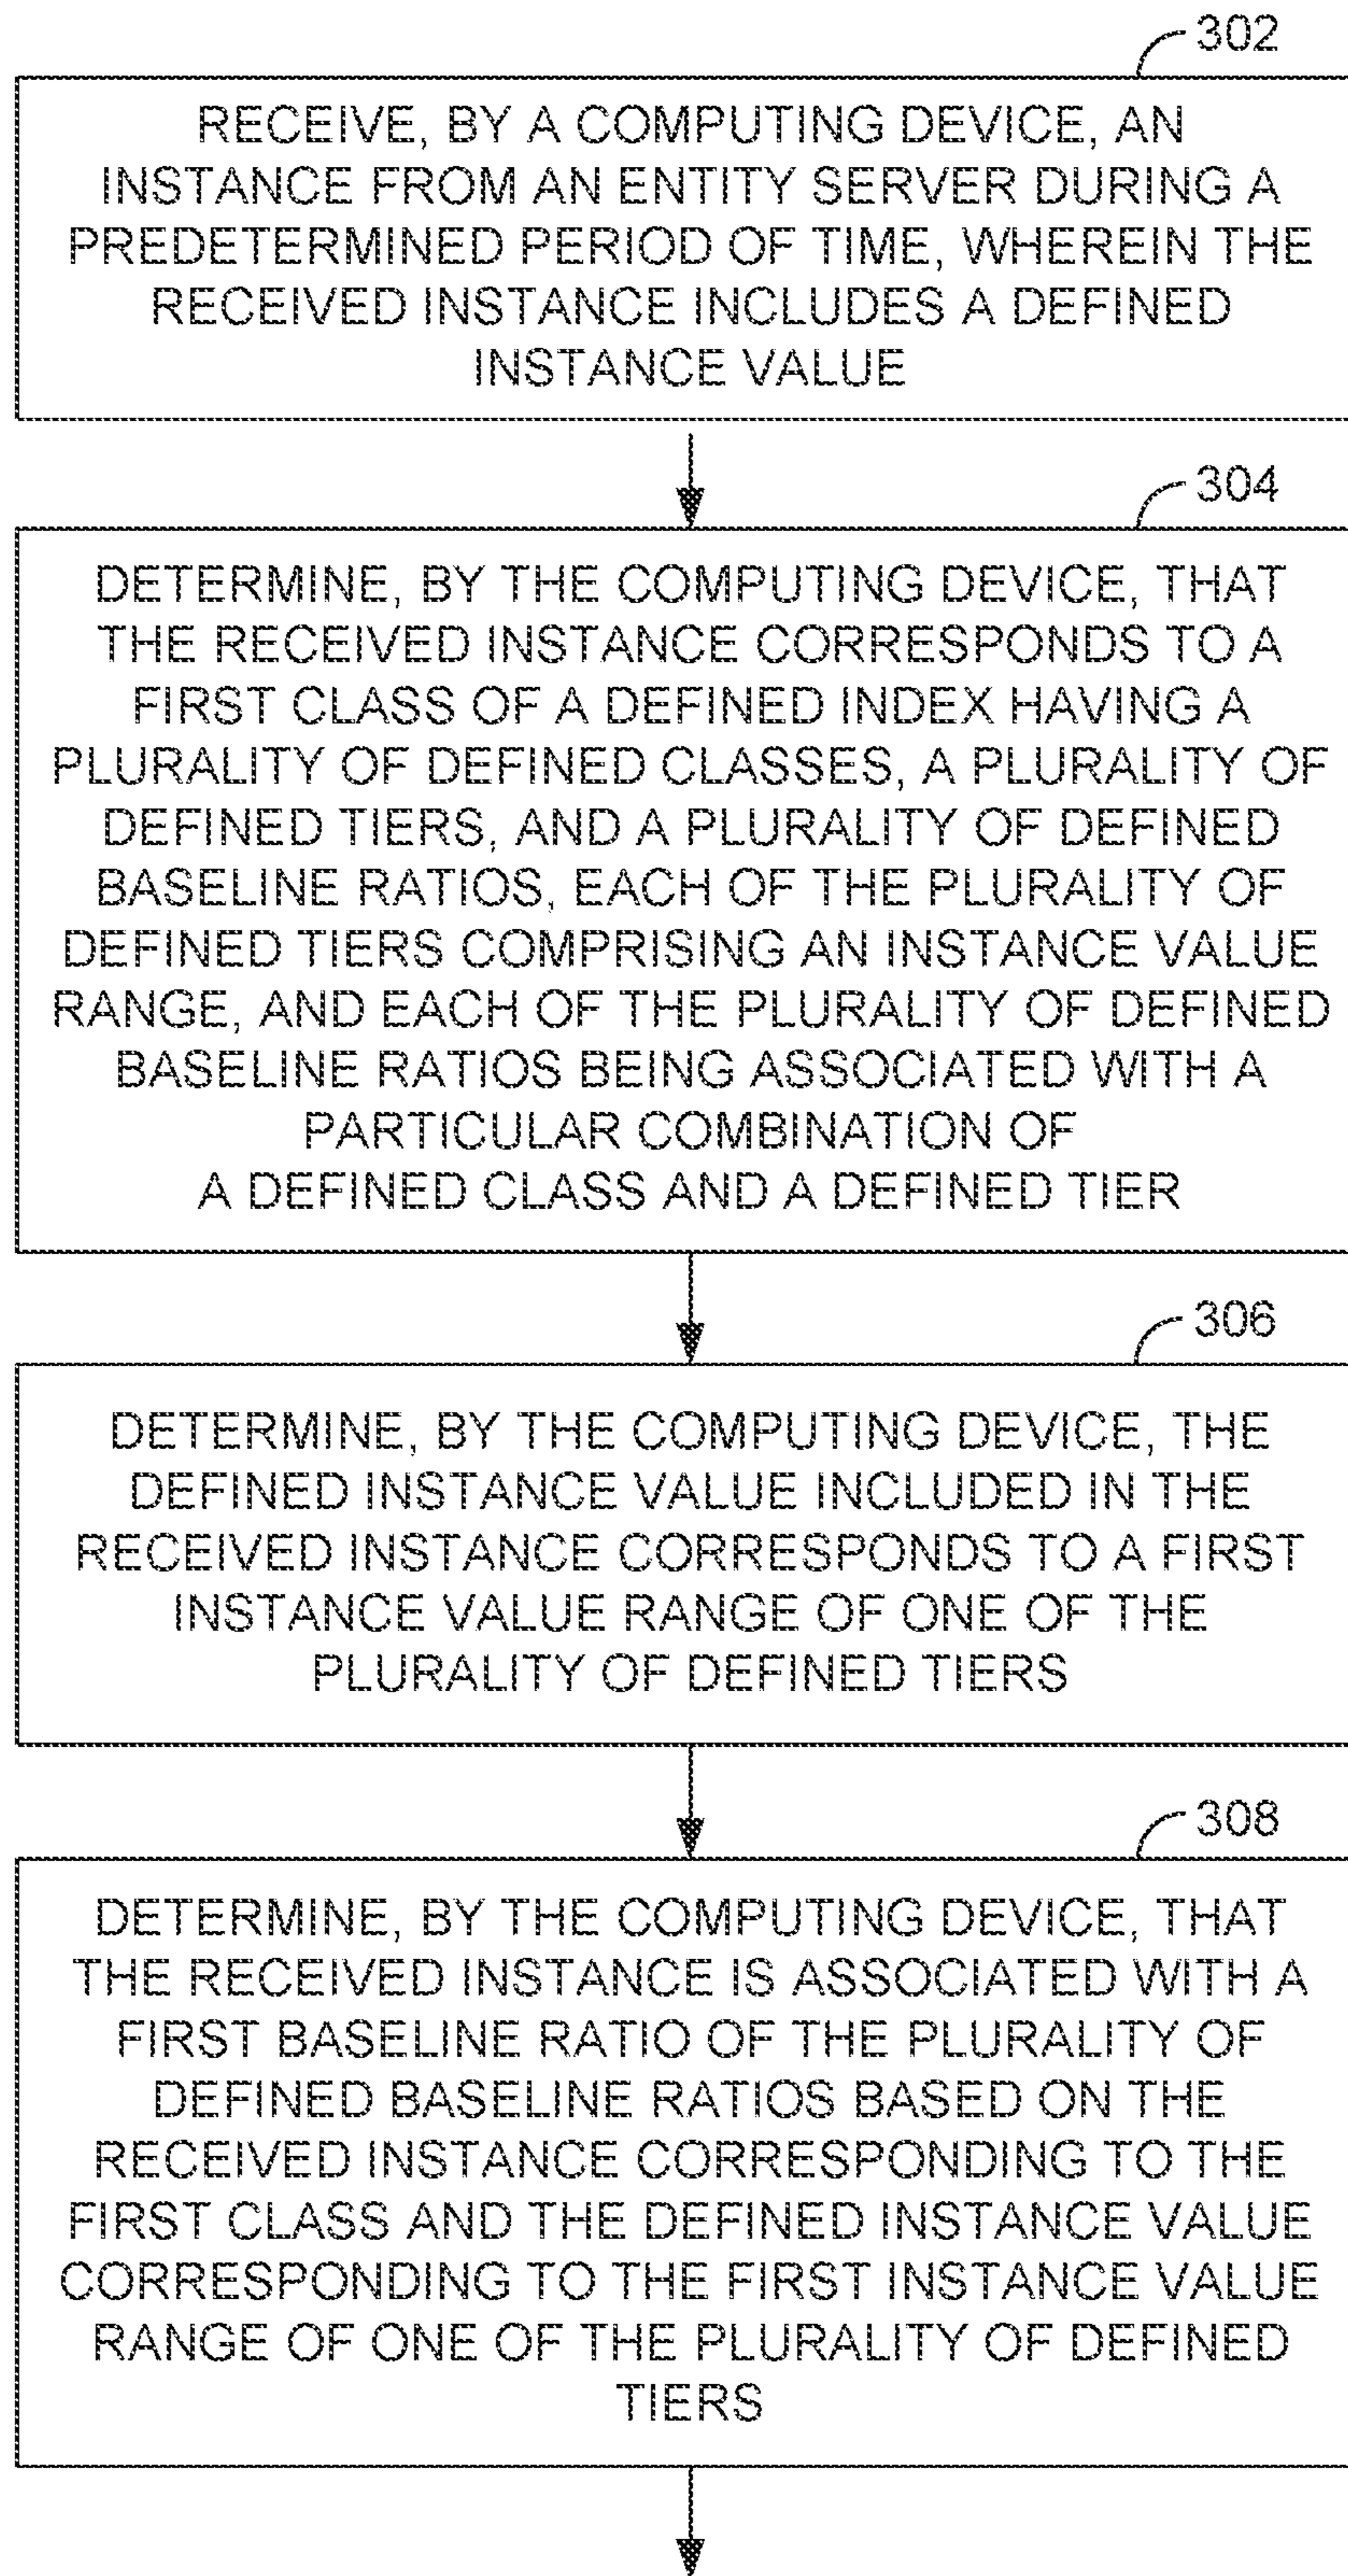 302
RECEIVE, BY A COMPUTING DEVICE, AN
INSTANCE FROM AN ENTITY SERVER DURING A
PREDETERMINED PERIOD OF TIME, WHEREIN THE
RECEIVED INSTANCE INCLUDES A DEFINED
INSTANCE VALUE
304
DETERMINE, BY THE COMPUTING DEVICE, THAT
THE RECEIVED INSTANCE CORRESPONDS TO A
FIRST CLASS OF A DEFINED INDEX HAVING A
PLURALITY OF DEFINED CLASSES, A PLURALITY OF
DEFINED TIERS, AND A PLURALITY OF DEFINED
BASELINE RATIOS, EACH OF THE PLURALITY OF
DEFINED TIERS COMPRISING AN INSTANCE VALUE
RANGE, AND EACH OF THE PLURALITY OF DEFINED
BASELINE RATIOS BEING ASSOCIATED WITH A
PARTICULAR COMBINATION OF
A DEFINED CLASS AND A DEFINED TIER
306
DETERMINE, BY THE COMPUTING DEVICE, THE
DEFINED INSTANCE VALUE INCLUDED IN THE
RECEIVED INSTANCE CORRESPONDS TO A FIRST
INSTANCE VALUE RANGE OF ONE OF THE
PLURALITY OF DEFINED TIERS
308
DETERMINE, BY THE COMPUTING DEVICE, THAT
THE RECEIVED INSTANCE IS ASSOCIATED WITH A
FIRST BASELINE RATIO OF THE PLURALITY OF
DEFINED BASELINE RATIOS BASED ON THE
RECEIVED INSTANCE CORRESPONDING TO THE
FIRST CLASS AND THE DEFINED INSTANCE VALUE
CORRESPONDING TO THE FIRST INSTANCE VALUE
RANGE OF ONE OF THE PLURALITY OF DEFINED
TIERS